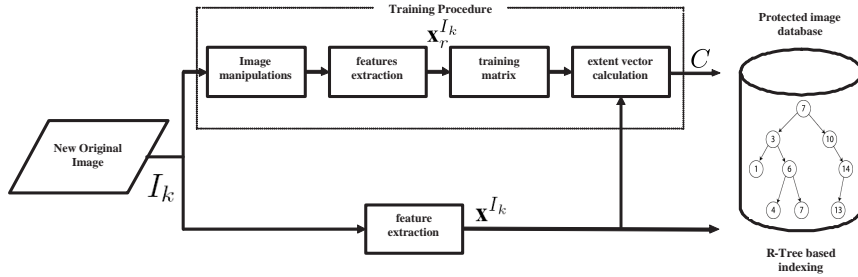 Training Procedure
Protected image
database
x_r^{I_k}
Image
manipulations
features
extraction
training
matrix
extent vector
calculation
C
7
3
10
1
6
14
4
7
13
New Original
Image
I_k
feature
extraction
x^{I_k}
R-Tree based
indexing